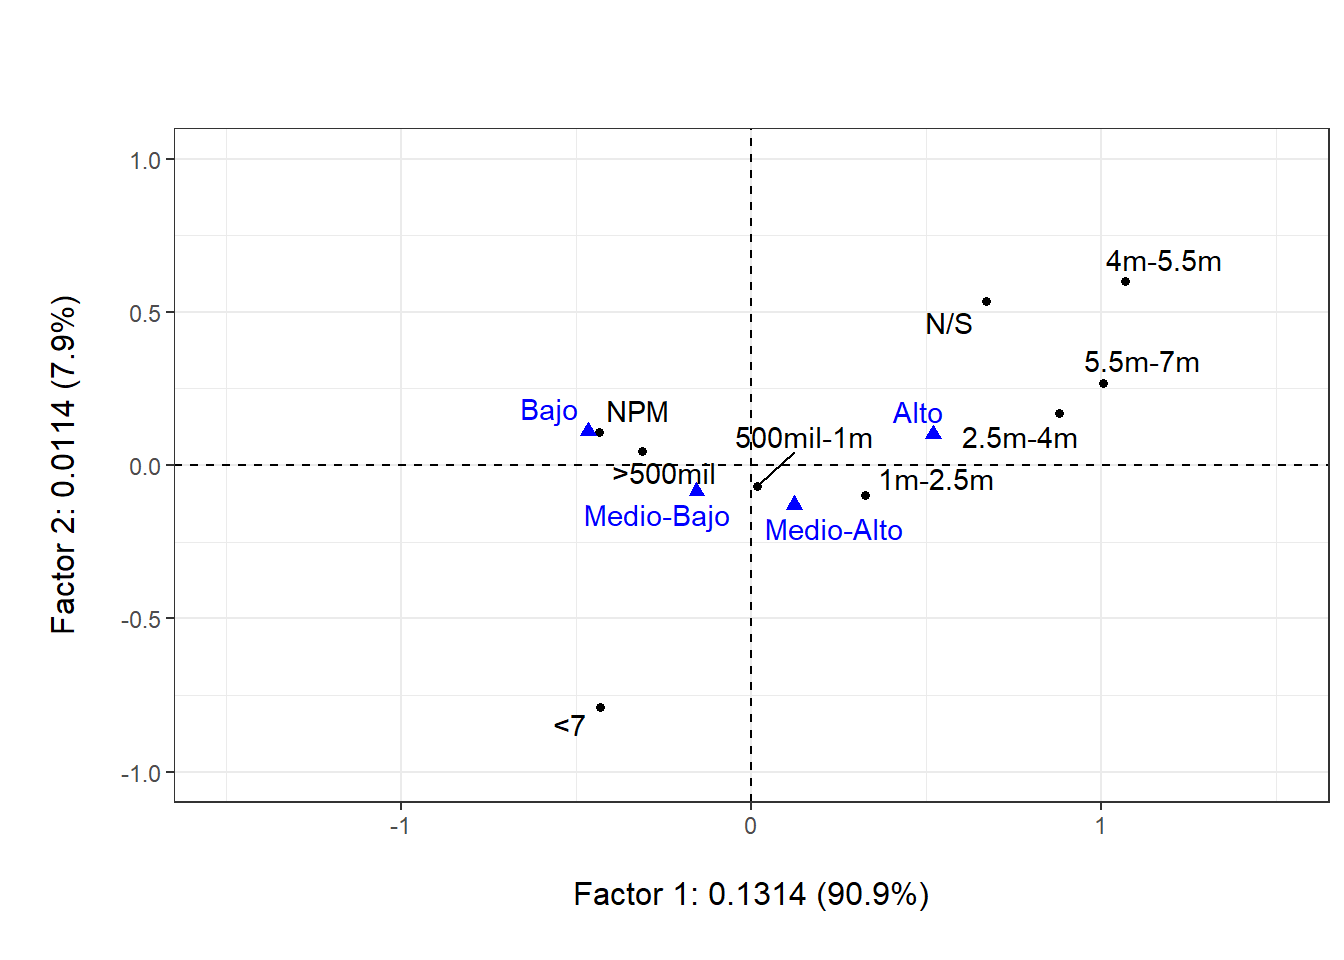 1.0
0.5
0.0
-0.5
-1.0
Factor 2: 0.0114 (7.9%)
4m-5.5m
N/S
5.5m-7m
Bajo
NPM
Alto
500mil-1m
2.5m-4m
>500mil
1m-2.5m
Medio-Bajo
Medio-Alto
<7
-1
0
1
Factor 1: 0.1314 (90.9%)